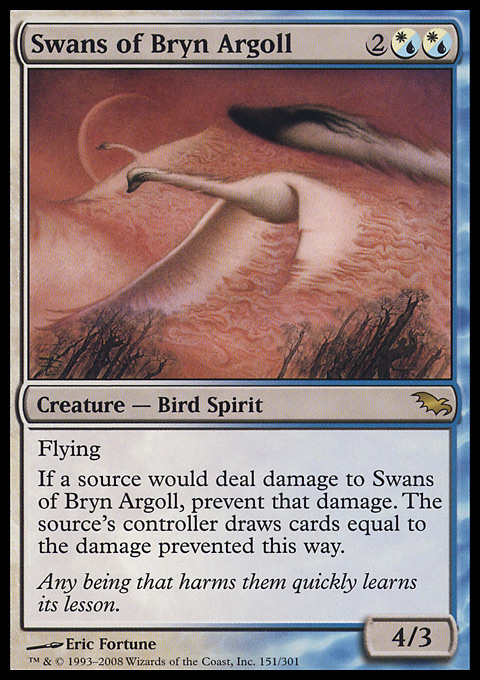 Swans of Bryn Argoll 2
Creature — Bird Spirit
Flying
If a source would deal damage to Swans
of Bryn Argoll, prevent that damage. The
source's controller draws cards equal to
the damage prevented this way.
Any being that harms them quickly learns
its lesson.
Eric Fortune
4/3
™ & © 1993–2008 Wizards of the Coast, Inc. 151/301